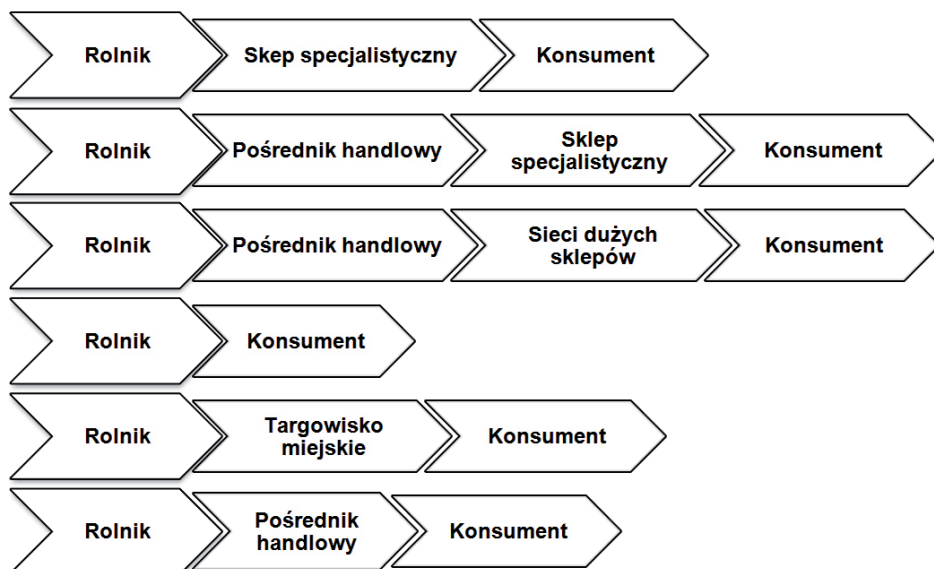 Rolnik Skep specjalistyczny Konsument
Rolnik Pośrednik handlowy Sklep
specjalistyczny Konsument
Rolnik Pośrednik handlowy Sieci dużych
sklepów Konsument
Rolnik Konsument
Rolnik Targowisko
miejskie Konsument
Rolnik Pośrednik
handlowy Konsument